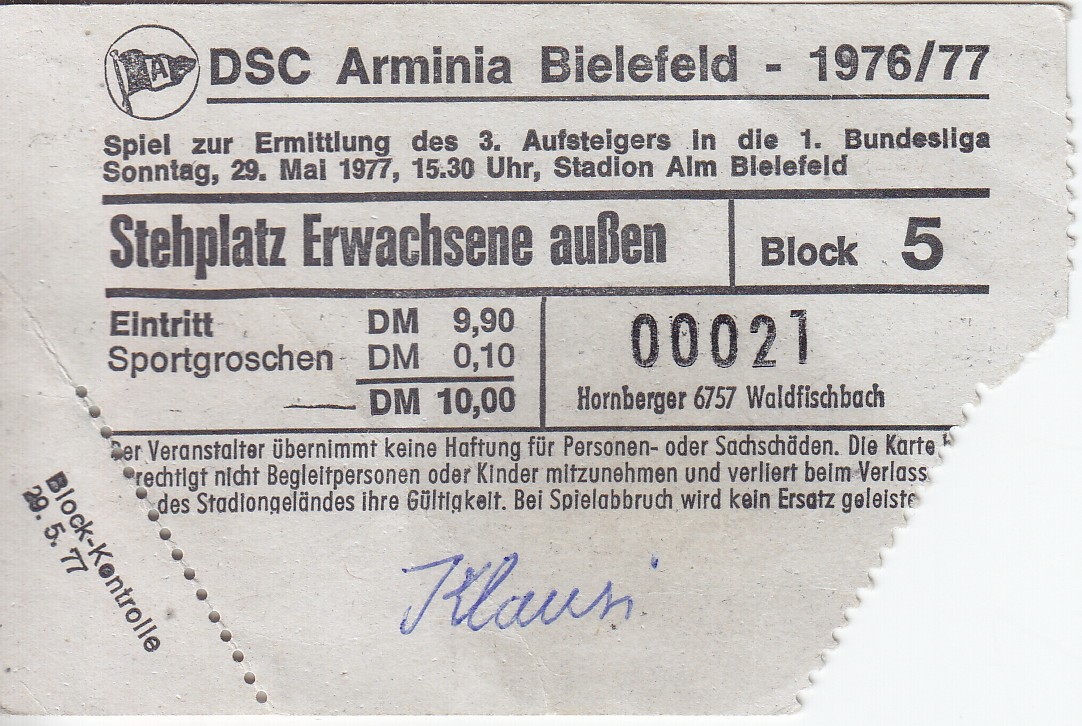 A
DSC Arminia Bielefeld - 1976/77
Spiel zur Ermittlung des 3. Aufsteigers in die 1. Bundesliga
Sonntag, 29. Mai 1977, 15.30 Uhr, Stadion Alm Bielefeld
Stehplatz Erwachsene außen
Block 5
Eintritt DM 9,90
Sportgroschen DM 0,10
DM 10,00
00021
Hornberger 6757 Waldfischbach
Der Veranstalter übernimmt keine Haftung für Personen- oder Sachschäden. Die Karte
rechtigt nicht Begleitpersonen oder Kinder mitzunehmen und verliert beim Verlass
des Stadiongeländes ihre Gültigkeit. Bei Spielabbruch wird kein Ersatz geleiste
Block-Kontrolle
29. 5. 77
Klausi